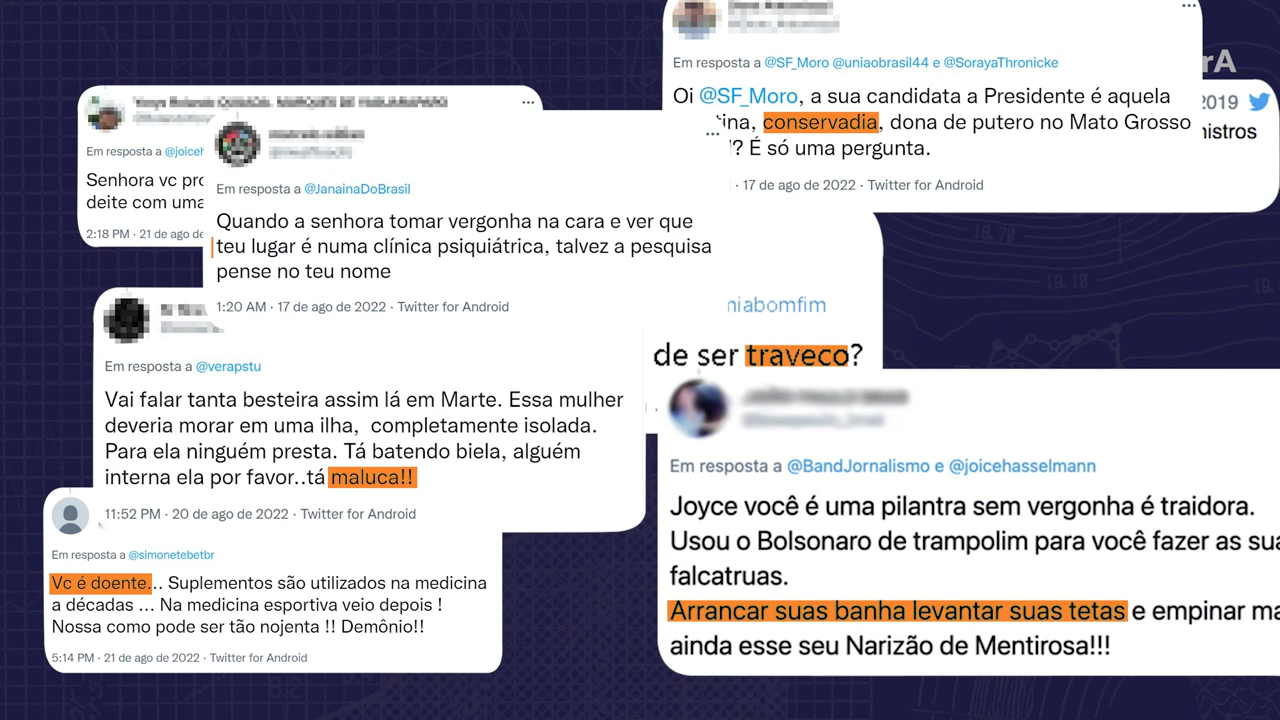 Em resposta a @joiceh
Senhora vc pro
deite com uma
2:18 PM · 21 de ago de
Em resposta a @JanainaDoBrasil
Quando a senhora tomar vergonha na cara e ver que
teu lugar é numa clínica psiquiátrica, talvez a pesquisa
pense no teu nome
1:20 AM · 17 de ago de 2022 · Twitter for Android
Em resposta a @verapstu
Vai falar tanta besteira assim lá em Marte. Essa mulher
deveria morar em uma ilha, completamente isolada.
Para ela ninguém presta. Tá batendo biela, alguém
interna ela por favor..tá maluca!!
11:52 PM · 20 de ago de 2022 · Twitter for Android
Em resposta a @simonetebetbr
Vc é doente... Suplementos são utilizados na medicina
a décadas ... Na medicina esportiva veio depois !
Nossa como pode ser tão nojenta !! Demônio!!
5:14 PM · 21 de ago de 2022 · Twitter for Android
Em resposta a @SF_Moro @uniaobrasil44 e @SorayaThronicke
Oi @SF_Moro, a sua candidata a Presidente é aquela
tina, conservadia, dona de putero no Mato Grosso
? É só uma pergunta.
· 17 de ago de 2022 · Twitter for Android
rA
2019
nistros
niabomfim
de ser traveco?
Em resposta a @BandJornalismo e @joicehasselmann
Joyce você é uma pilantra sem vergonha é traidora.
Usou o Bolsonaro de trampolim para você fazer as sua
falcatruas.
Arrancar suas banha levantar suas tetas e empinar ma
ainda esse seu Narizão de Mentirosa!!!